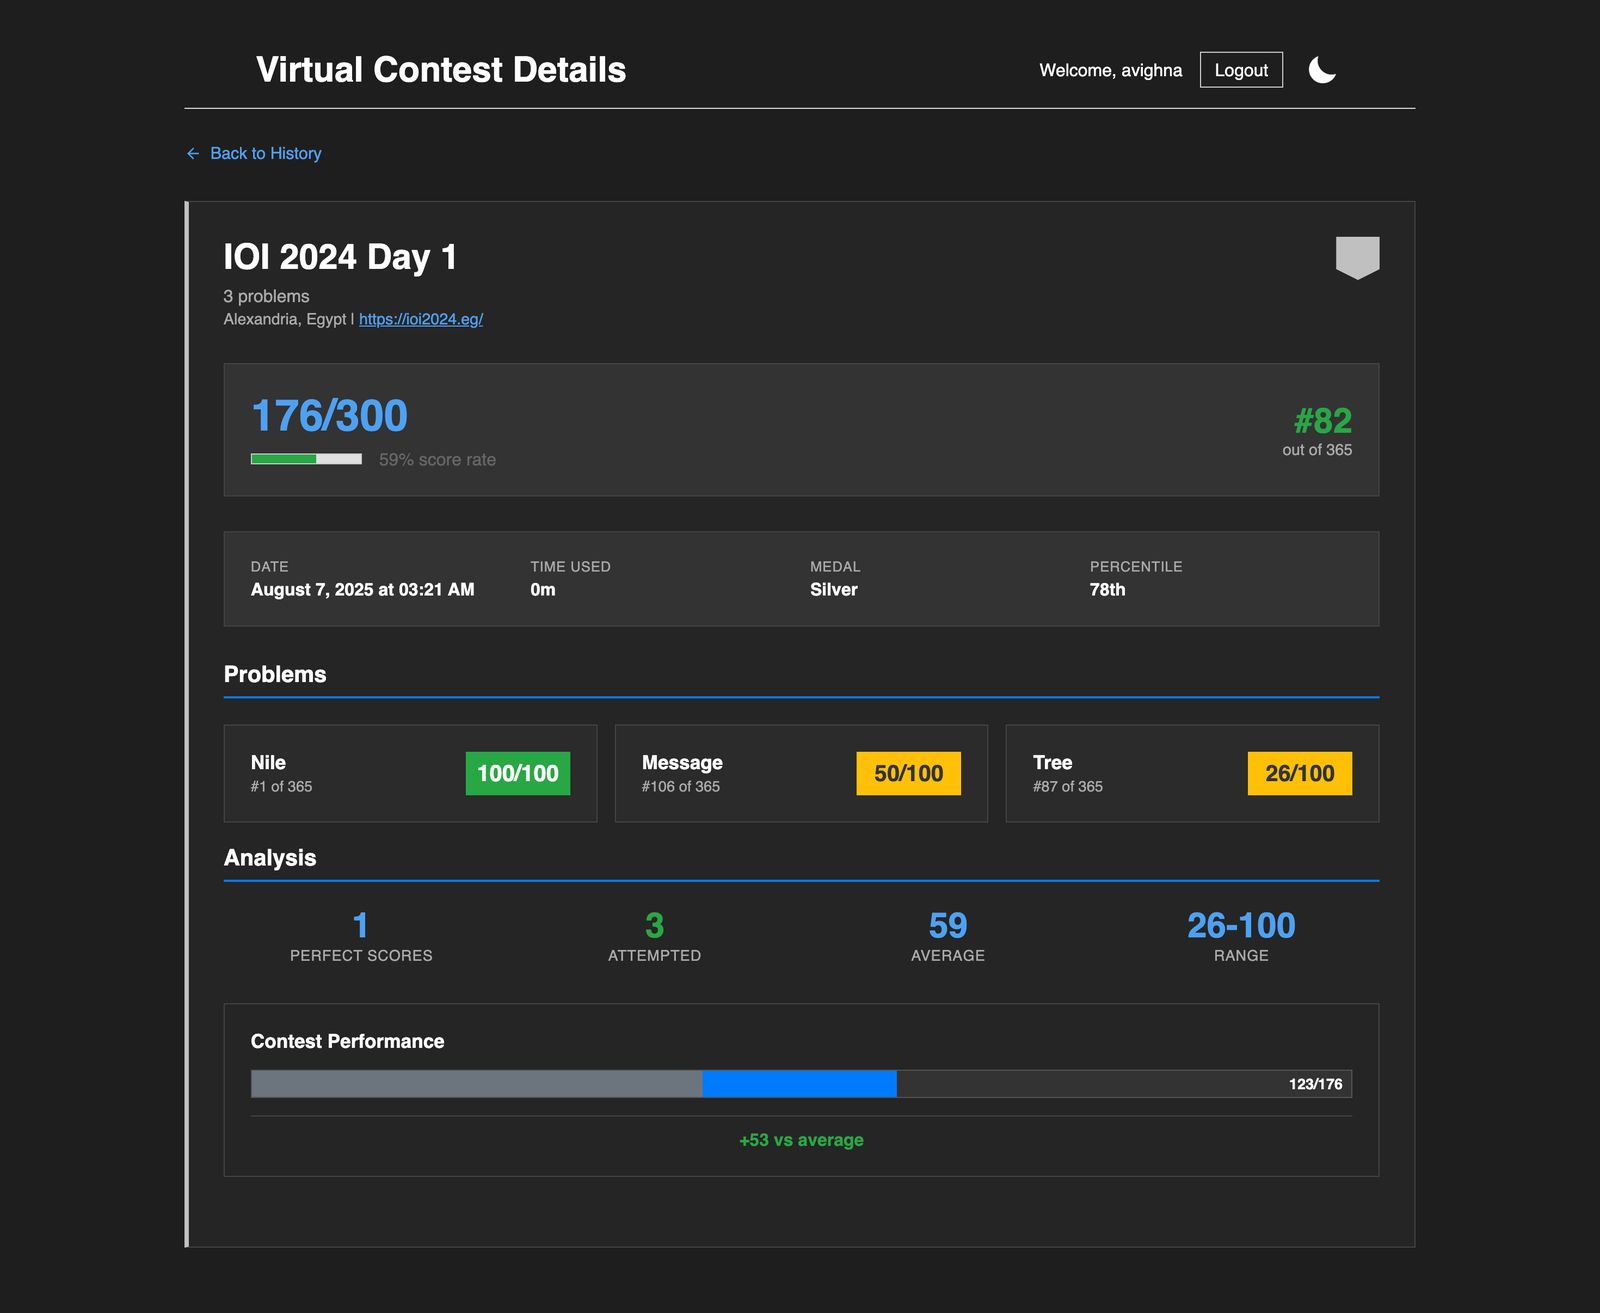 Virtual Contest Details
Welcome, avighna
Logout
← Back to History
IOI 2024 Day 1
3 problems
Alexandria, Egypt | https://ioi2024.eg/
176/300
59% score rate
#82
out of 365
DATE
August 7, 2025 at 03:21 AM
TIME USED
0m
MEDAL
Silver
PERCENTILE
78th
Problems
Nile
#1 of 365
100/100
Message
#106 of 365
50/100
Tree
#87 of 365
26/100
Analysis
1
PERFECT SCORES
3
ATTEMPTED
59
AVERAGE
26-100
RANGE
Contest Performance
123/176
+53 vs average